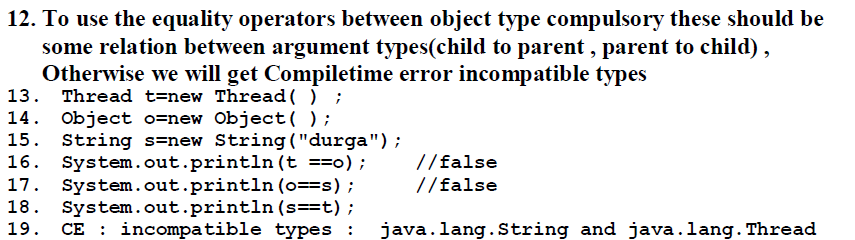 12. To use the equality operators between object type compulsory these should be
some relation between argument types(child to parent , parent to child) ,
Otherwise we will get Compiletime error incompatible types
13. Thread t=new Thread( ) ;
14. Object o=new Object( );
15. String s=new String("durga");
16. System.out.println(t ==o); //false
17. System.out.println(o==s); //false
18. System.out.println(s==t);
19. CE : incompatible types : java.lang.String and java.lang.Thread